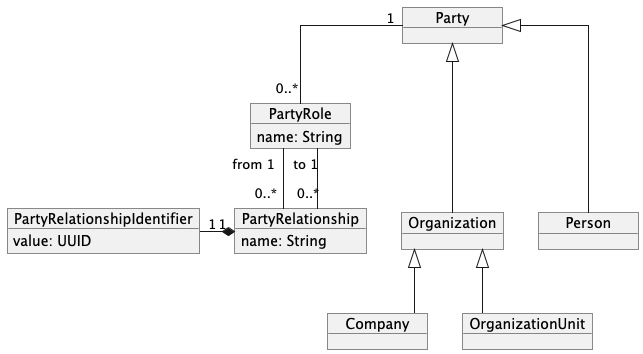 Party
1
0..*
PartyRole
name: String
from 1
to 1
0..*
0..*
PartyRelationshipIdentifier
value: UUID
1
1
PartyRelationship
name: String
Organization
Person
Company
OrganizationUnit